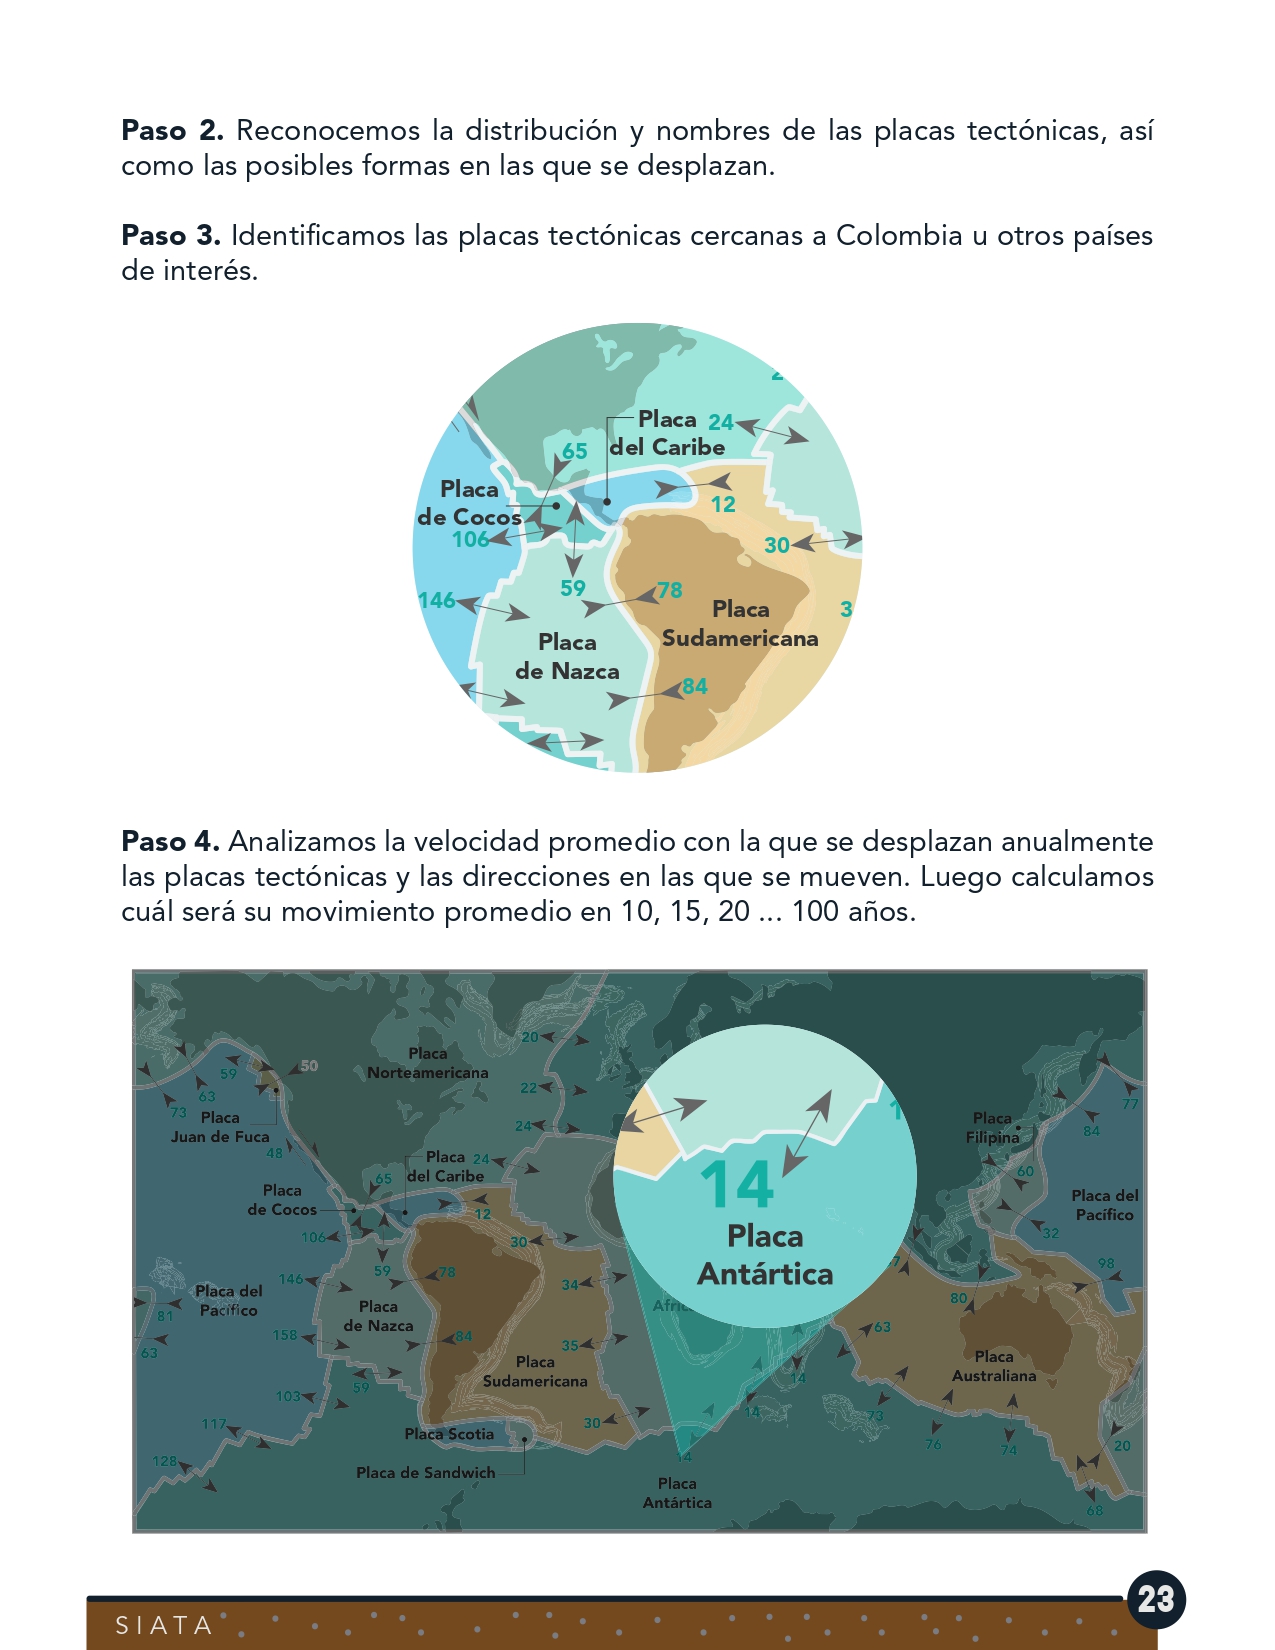 Paso 2. Reconocemos la distribución y nombres de las placas tectónicas, así
como las posibles formas en las que se desplazan.
Paso 3. Identificamos las placas tectónicas cercanas a Colombia u otros países
de interés.
Placa
del Caribe
24
65
Placa
de Cocos
12
106
30
59
78
146
Placa
Sudamericana
3
Placa
de Nazca
84
Paso 4. Analizamos la velocidad promedio con la que se desplazan anualmente
las placas tectónicas y las direcciones en las que se mueven. Luego calculamos
cuál será su movimiento promedio en 10, 15, 20 ... 100 años.
20
Placa
Norteamericana
50
59
22
63
73
Placa
Juan de Fuca
24
48
Placa
del Caribe
24
65
Placa
de Cocos
12
106
30
59
78
146
34
Placa del
Pacífico
Placa
de Nazca
81
158
84
35
63
Placa
Sudamericana
59
103
117
30
Placa Scotia
128
Placa de Sandwich
14
Placa
Antártica
14
Placa
Antártica
14
14
77
84
Placa
Filipina
60
Placa del
Pacífico
32
98
80
63
Placa
Australiana
73
76
74
20
68
SIATA
23